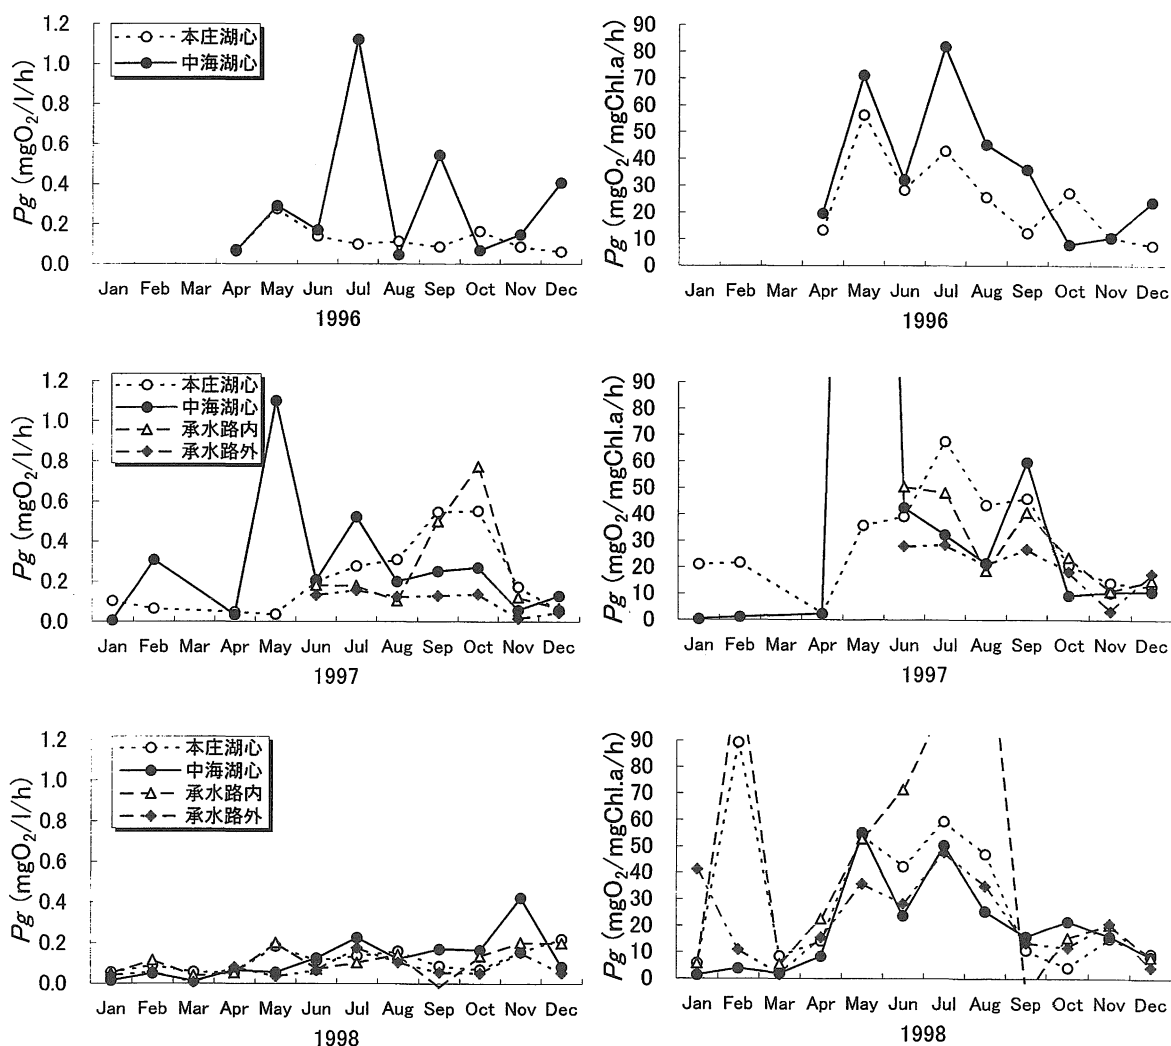 1.2
1.0
0.8
0.6
0.4
0.2
0.0
Pg (mgO2/l/h)
本庄湖心
中海湖心
Jan Feb Mar Apr May Jun Jul Aug Sep Oct Nov Dec
1996
90
80
70
60
50
40
30
20
10
0
Pg (mgO2/mgChl.a/h)
Jan Feb Mar Apr May Jun Jul Aug Sep Oct Nov Dec
1996
1.2
1.0
0.8
0.6
0.4
0.2
0.0
Pg (mgO2/l/h)
本庄湖心
中海湖心
承水路内
承水路外
Jan Feb Mar Apr May Jun Jul Aug Sep Oct Nov Dec
1997
90
80
70
60
50
40
30
20
10
0
Pg (mgO2/mgChl.a/h)
Jan Feb Mar Apr May Jun Jul Aug Sep Oct Nov Dec
1997
1.2
1.0
0.8
0.6
0.4
0.2
0.0
Pg (mgO2/l/h)
本庄湖心
中海湖心
承水路内
承水路外
Jan Feb Mar Apr May Jun Jul Aug Sep Oct Nov Dec
1998
90
80
70
60
50
40
30
20
10
0
Pg (mgO2/mgChl.a/h)
Jan Feb Mar Apr May Jun Jul Aug Sep Oct Nov Dec
1998